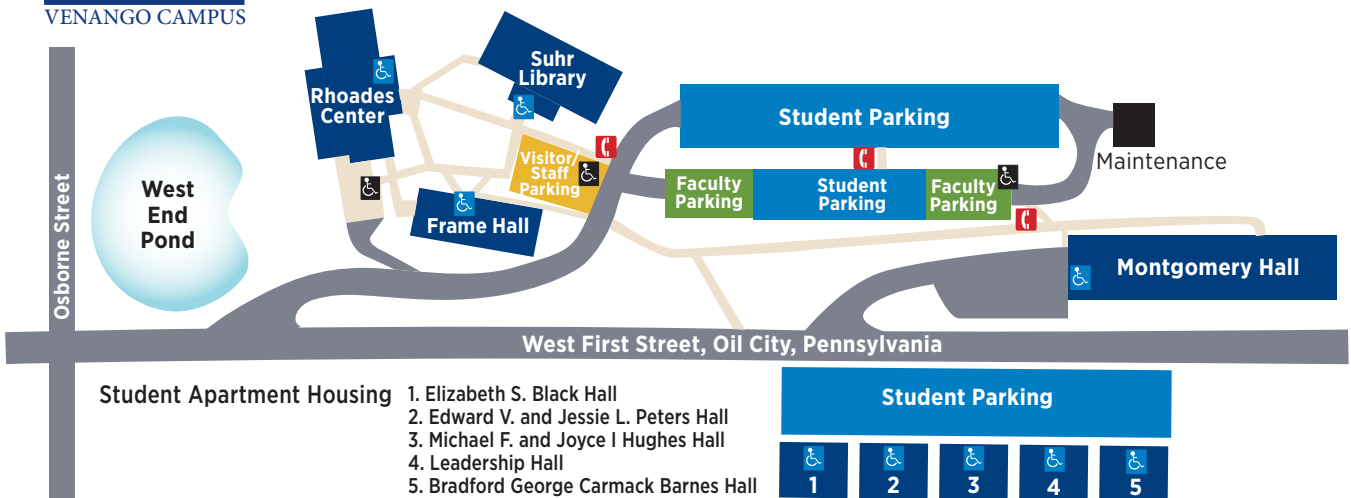 VENANGO CAMPUS
Osborne Street
West
End
Pond
Rhoades
Center
Suhr
Library
Visitor/
Staff
Parking
Frame Hall
Student Parking
Faculty
Parking
Student
Parking
Faculty
Parking
Maintenance
Montgomery Hall
West First Street, Oil City, Pennsylvania
Student Apartment Housing
1. Elizabeth S. Black Hall
2. Edward V. and Jessie L. Peters Hall
3. Michael F. and Joyce I Hughes Hall
4. Leadership Hall
5. Bradford George Carmack Barnes Hall
Student Parking
1
2
3
4
5